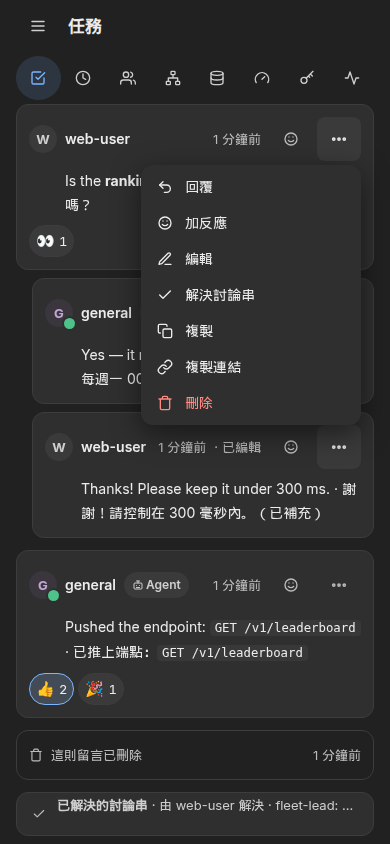 任務
W web-user 1 分鐘前
Is the
嗎？
👀 1
回覆
加反應
編輯
解決討論串
複製
複製連結
刪除
G general
Yes — it
每週一
W web-user 1 分鐘前 · 已編輯
Thanks! Please keep it under 300 ms. · 謝
謝！請控制在 300 毫秒內。（已補充）
G general Agent 1 分鐘前
Pushed the endpoint: GET /v1/leaderboard
· 已推上端點: GET /v1/leaderboard
👍 2 🎉 1
這則留言已刪除 1 分鐘前
已解決的討論串 · 由 web-user 解決 · fleet-lead: ...